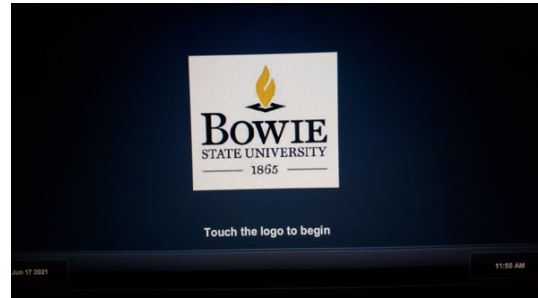 BOWIE
STATE UNIVERSITY
1865
Touch the logo to begin
Jun 17 2021
11:50 AM